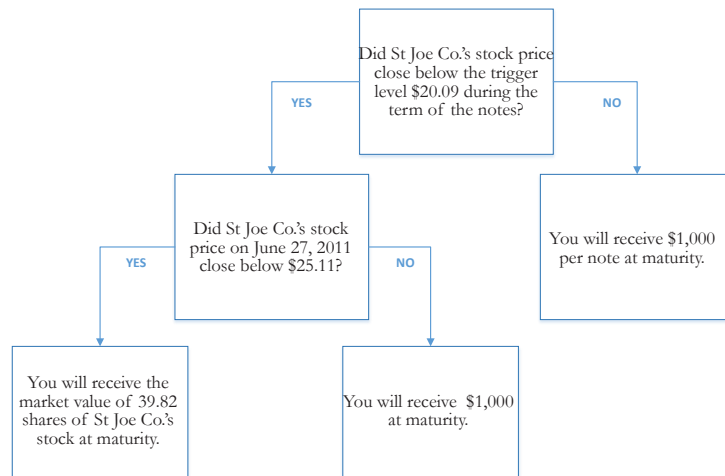 Did St Joe Co.'s stock price
close below the trigger
level $20.09 during the
term of the notes?
YES
NO
Did St Joe Co.'s stock
price on June 27, 2011
close below $25.11?
You will receive $1,000
per note at maturity.
YES
NO
You will receive the
market value of 39.82
shares of St Joe Co.'s
stock at maturity.
You will receive $1,000
at maturity.